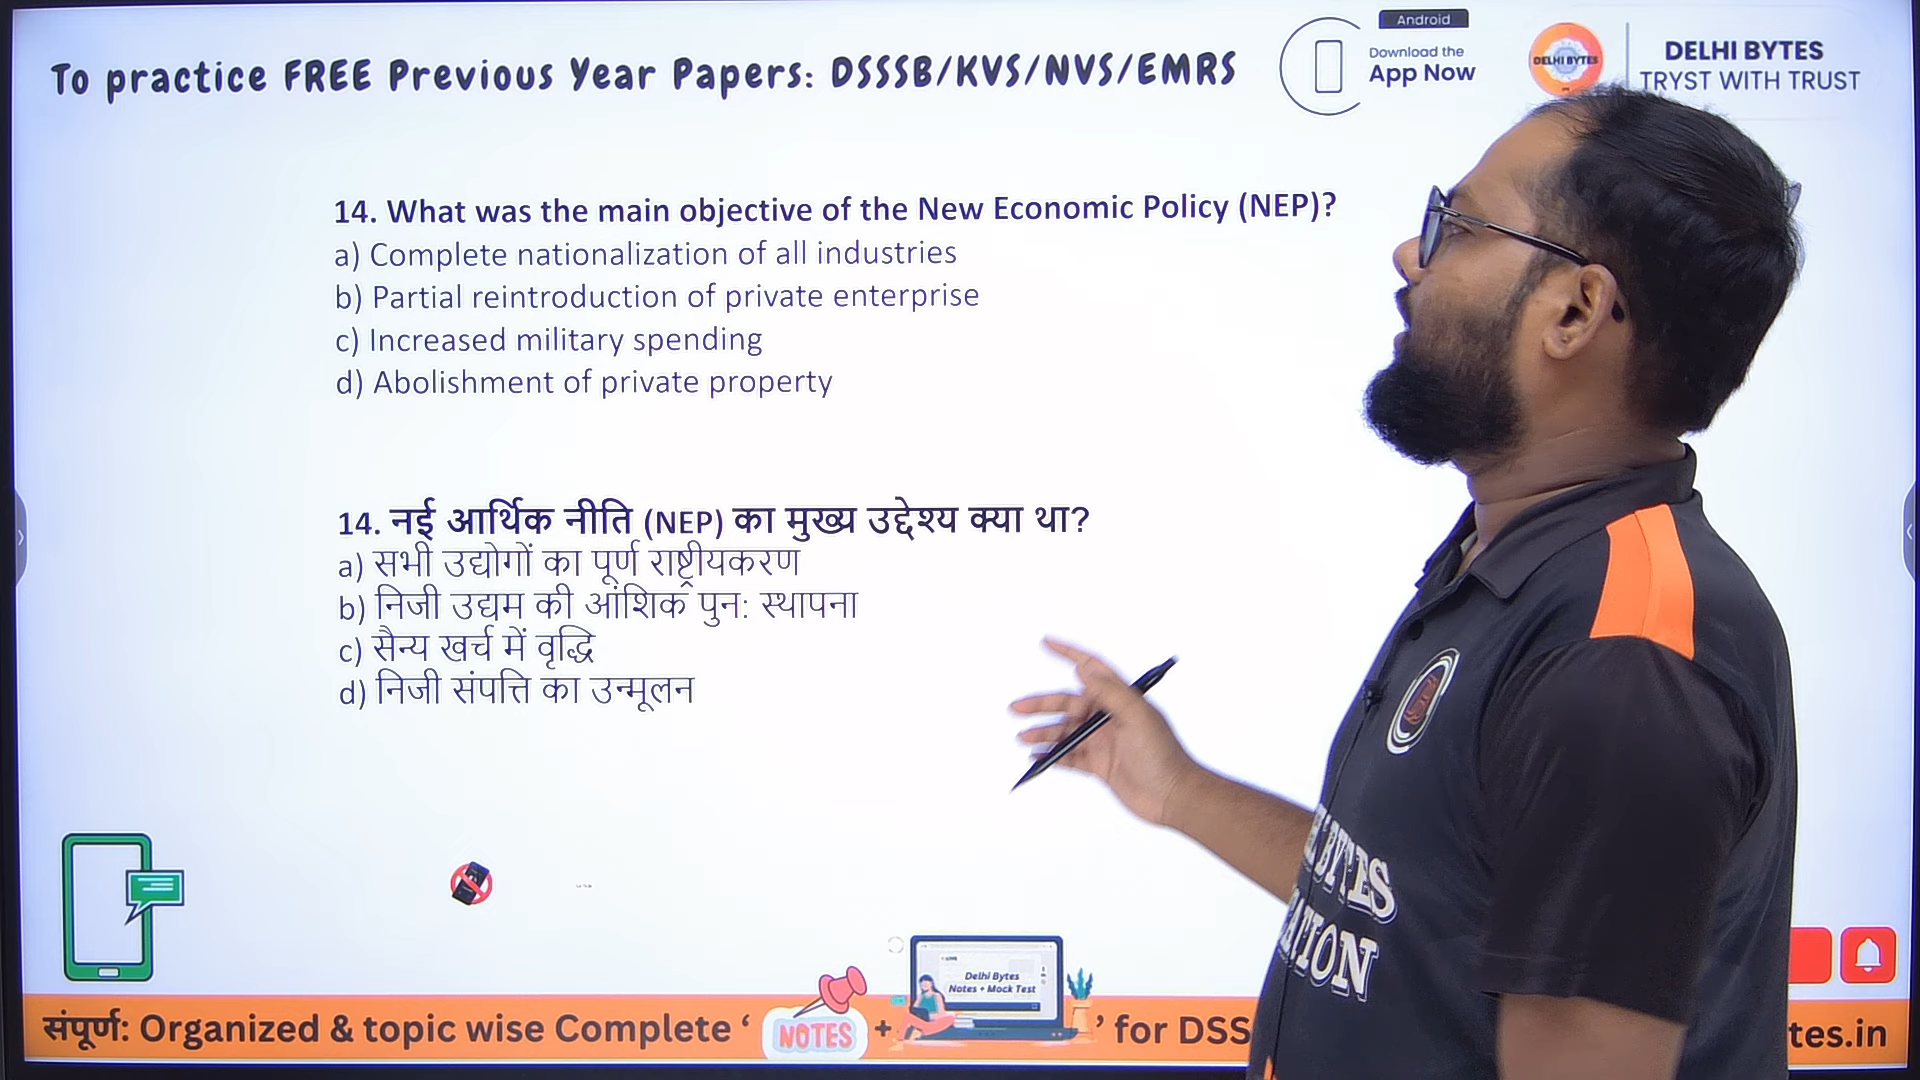 To practice FREE Previous Year Papers: DSSSB/KVS/NVS/EMRS
Android
Download the
App Now
DELHI BYTES
DELHI BYTES
TRYST WITH TRUST
14. What was the main objective of the New Economic Policy (NEP)?
a) Complete nationalization of all industries
b) Partial reintroduction of private enterprise
c) Increased military spending
d) Abolishment of private property
14. नई आर्थिक नीति (NEP) का मुख्य उद्देश्य क्या था?
a) सभी उद्योगों का पूर्ण राष्ट्रीयकरण
b) निजी उद्यम की आंशिक पुन: स्थापना
c) सैन्य खर्च में वृद्धि
d) निजी संपत्ति का उन्मूलन
Delhi Bytes
Notes + Mock Test
संपूर्ण: Organized & topic wise Complete ‘ NOTES + ’ for DSS
tes.in